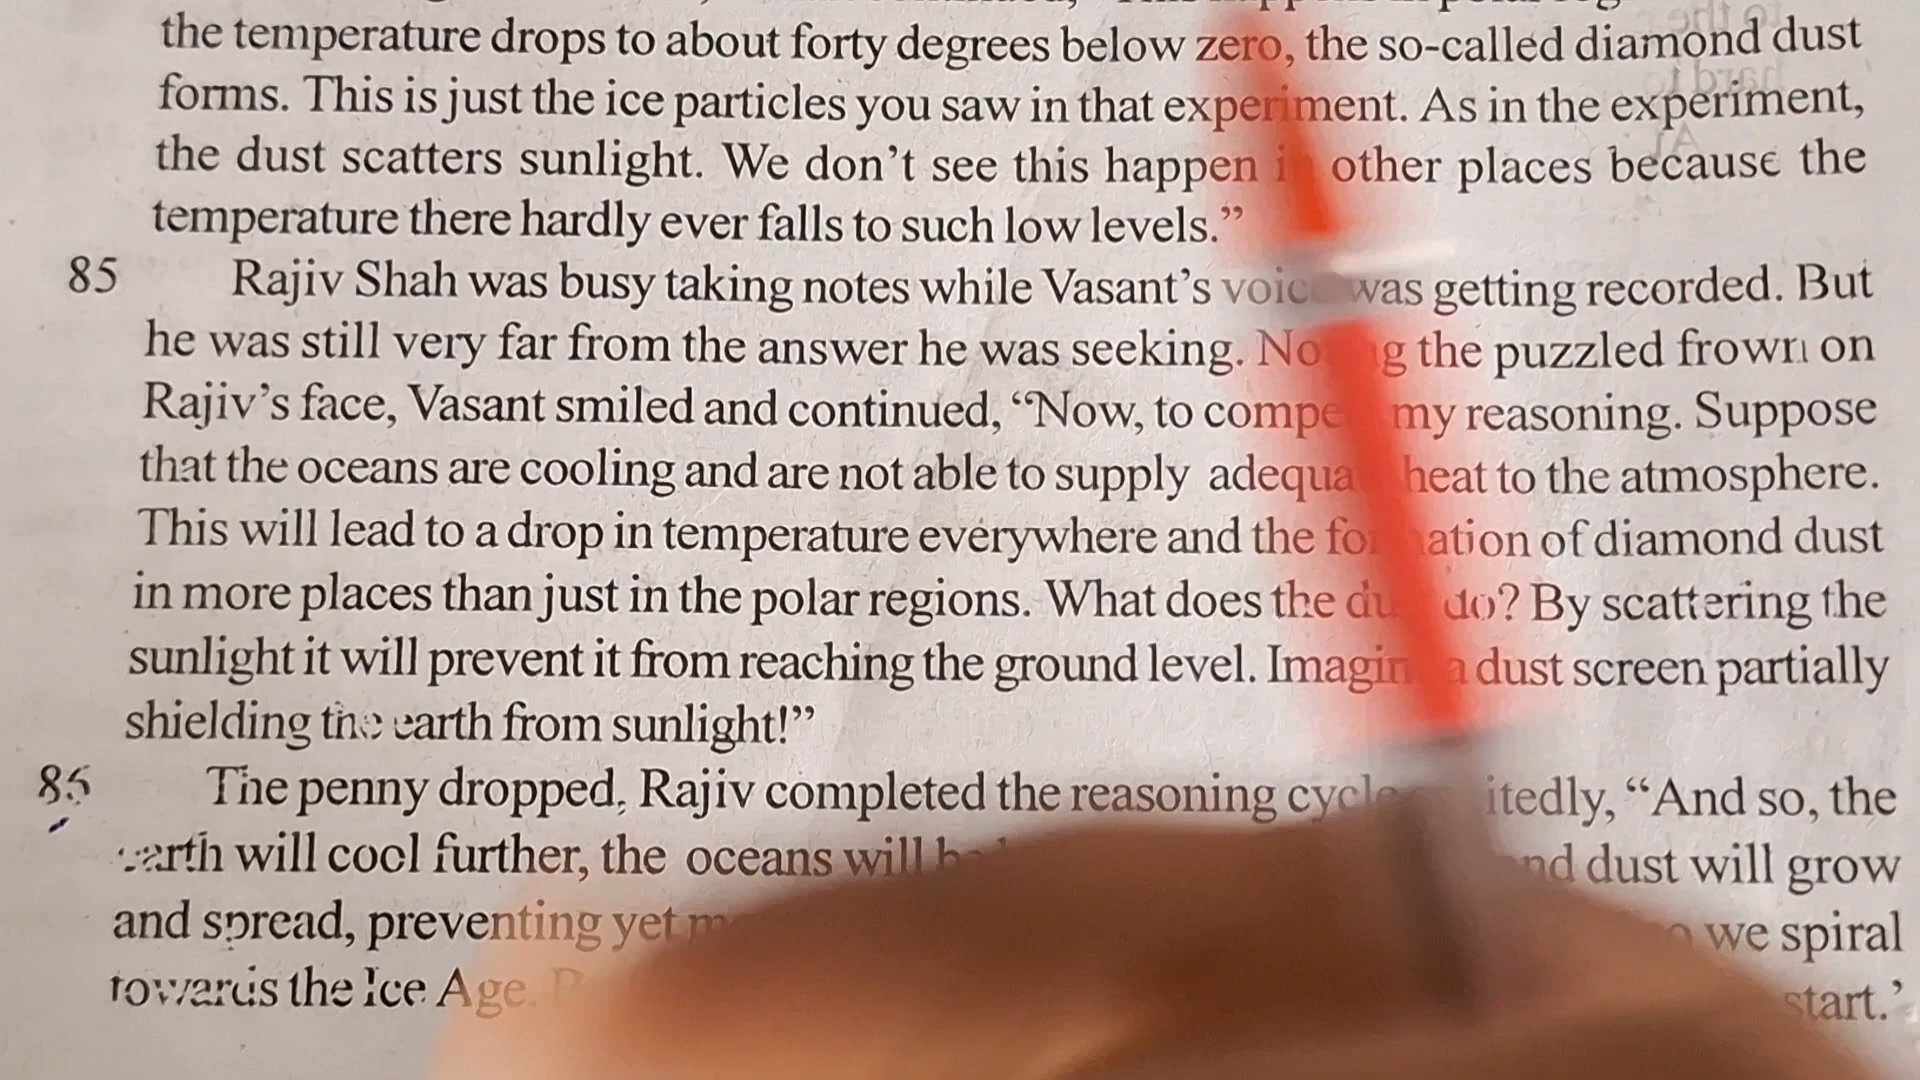 the temperature drops to about forty degrees below zero, the so-called diamond dust
forms. This is just the ice particles you saw in that experiment. As in the experiment,
the dust scatters sunlight. We don't see this happen other places because the
temperature there hardly ever falls to such low levels.”
85 Rajiv Shah was busy taking notes while Vasant's voice was getting recorded. But
he was still very far from the answer he was seeking. the puzzled frown on
Rajiv's face, Vasant smiled and continued, “Now, to my reasoning. Suppose
that the oceans are cooling and are not able to supply heat to the atmosphere.
This will lead to a drop in temperature everywhere and the of diamond dust
in more places than just in the polar regions. What does the do? By scattering the
sunlight it will prevent it from reaching the ground level. a dust screen partially
shielding the earth from sunlight!”
86 The penny dropped, Rajiv completed the reasoning “And so, the
earth will cool further, the oceans will dust will grow
and spread, preventing yet we spiral
towards the Ice Age. start.’